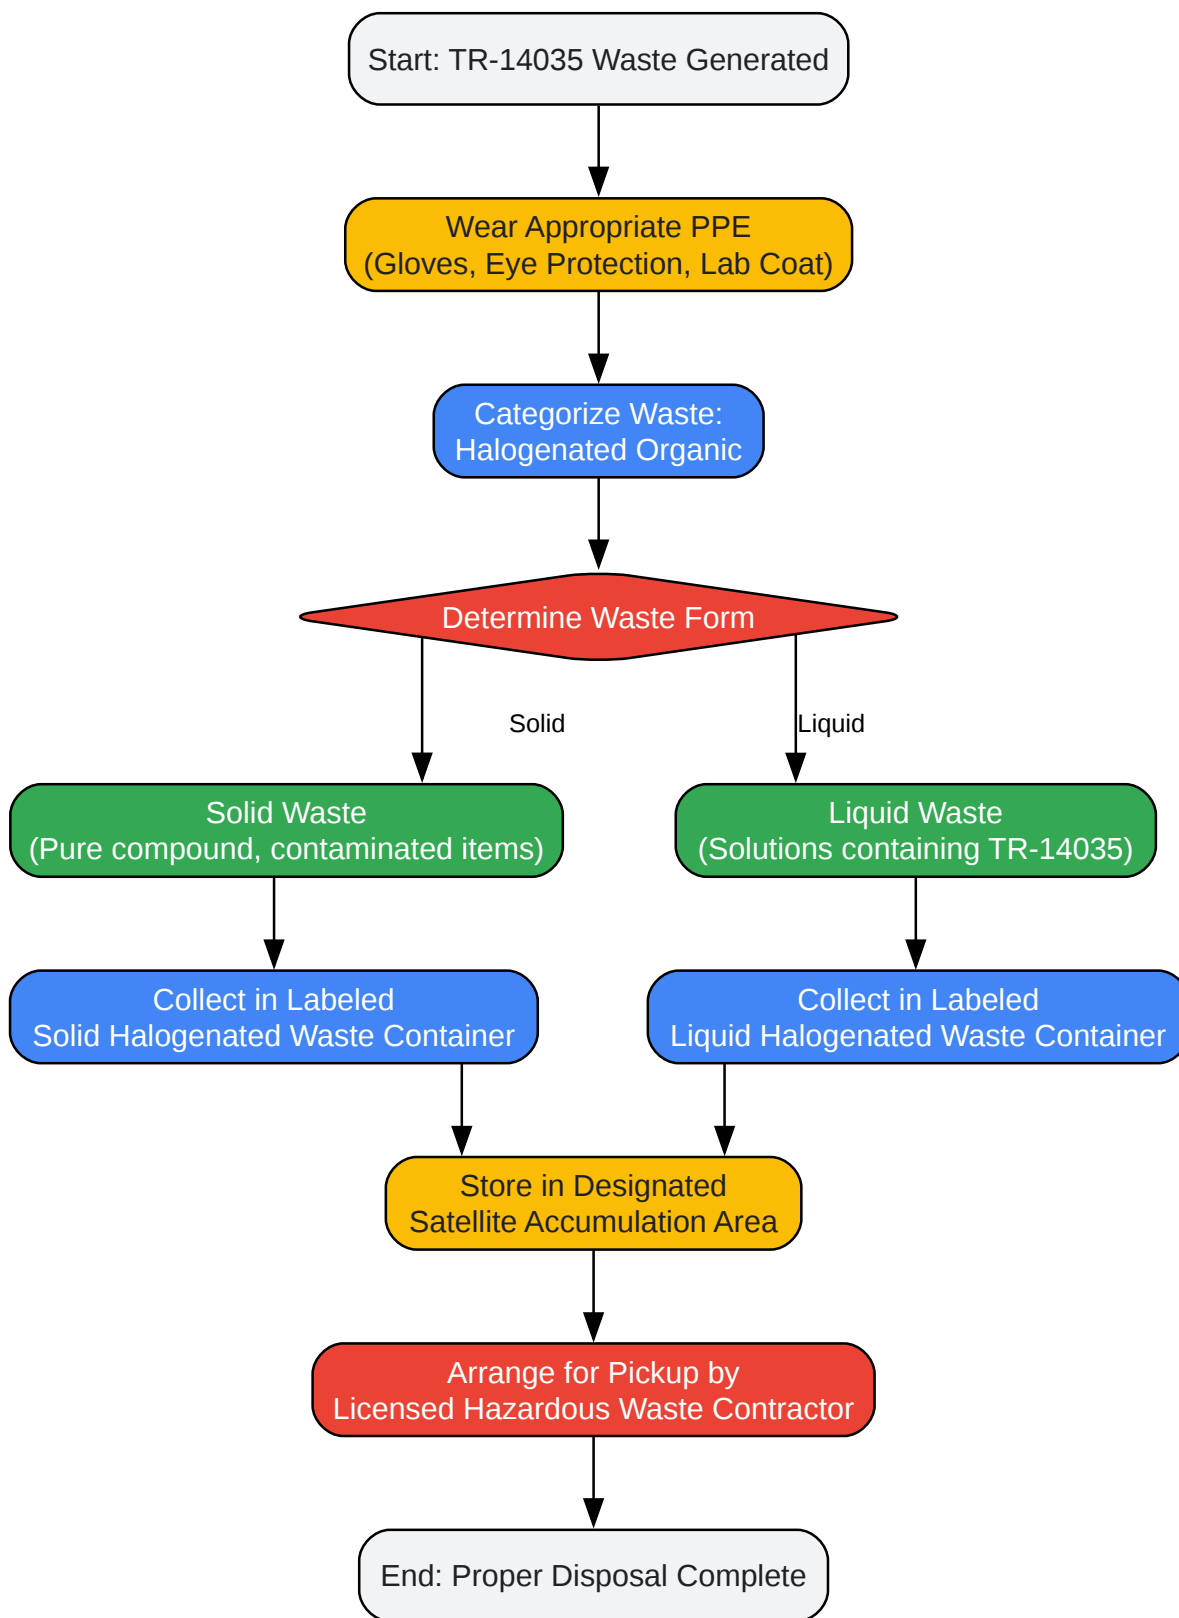 Start: TR-14035 Waste Generated
Wear Appropriate PPE
(Gloves, Eye Protection, Lab Coat)
Categorize Waste:
Halogenated Organic
Determine Waste Form
Solid
Liquid
Solid Waste
(Pure compound, contaminated items)
Liquid Waste
(Solutions containing TR-14035)
Collect in Labeled
Solid Halogenated Waste Container
Collect in Labeled
Liquid Halogenated Waste Container
Store in Designated
Satellite Accumulation Area
Arrange for Pickup by
Licensed Hazardous Waste Contractor
End: Proper Disposal Complete